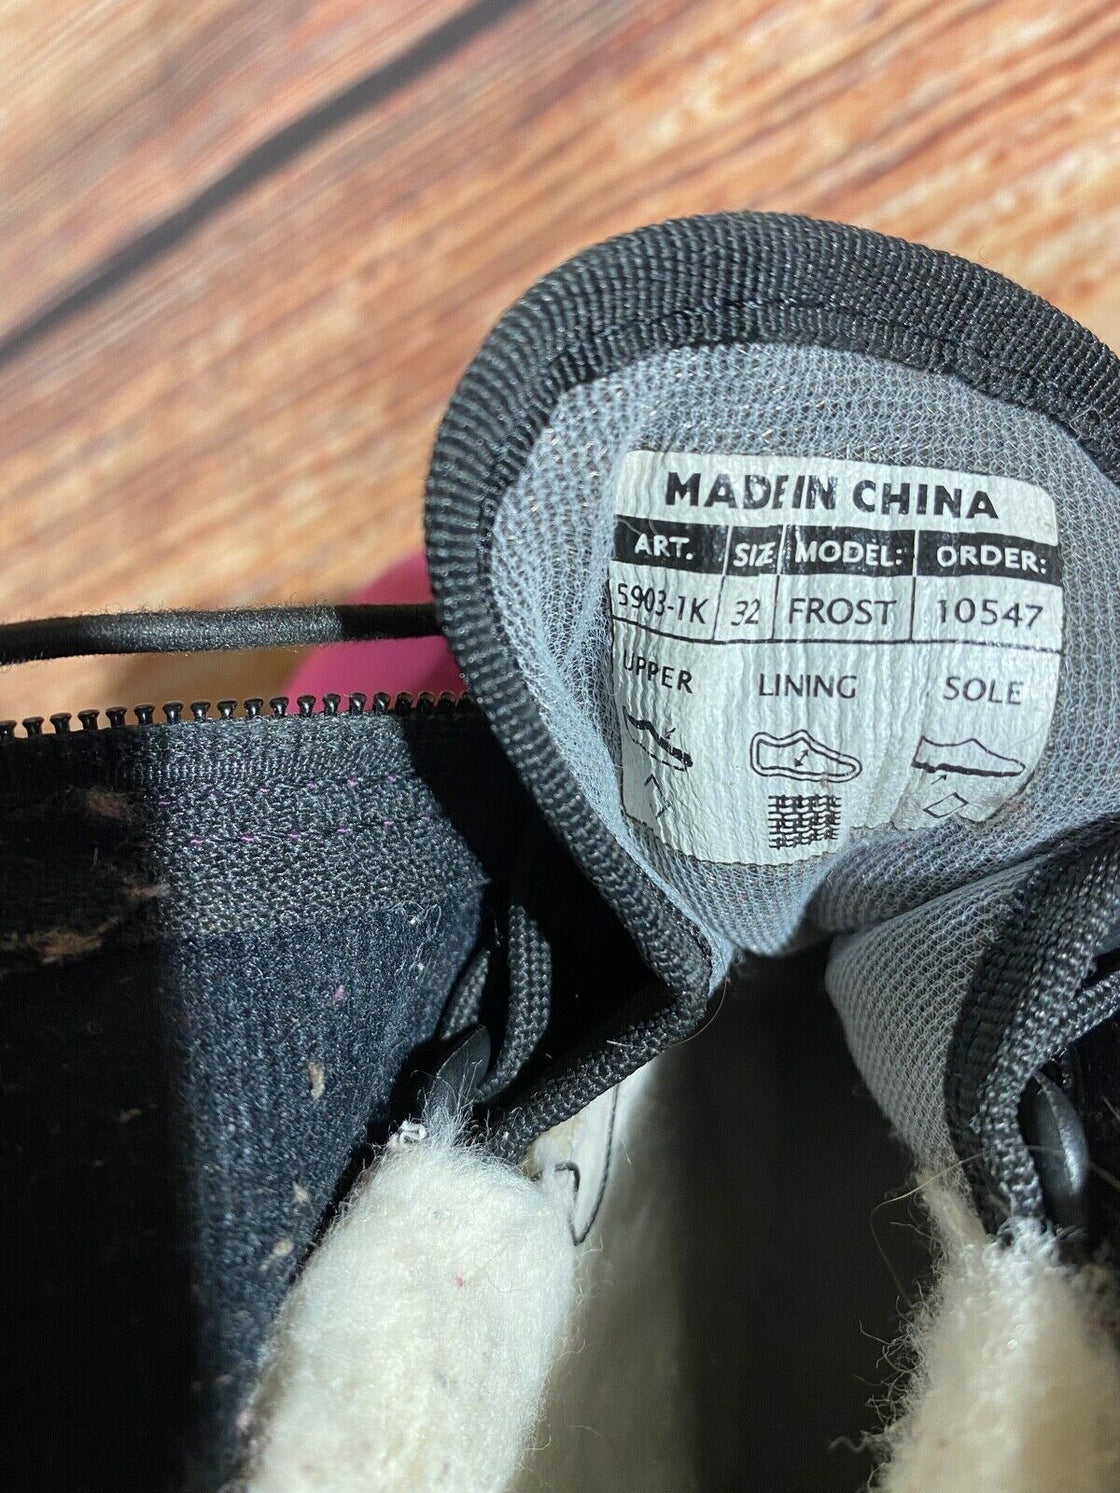 MADE IN CHINA
ART. SIZE MODEL: ORDER:
5903-1K 32 FROST 10547
UPPER LINING SOLE